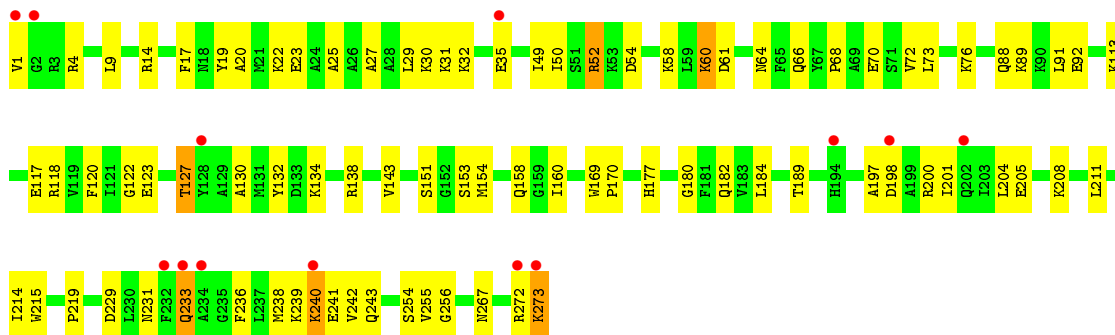 V1 G2 R3 R4 L9 R14 F17 N18 Y19 A20 M21 K22 E23 A24 A25 A26 A27 A28 L29 K30 K31 K32 E35 I49 I50 S51 R52 K53 D54 K58 L59 K60 D61 N64 F65 Q66 Y67 P68 A69 E70 S71 V72 L73 K76 Q88 K89 K90 L91 E92 K113
E117 R118 V119 F120 I121 G122 E123 T127 Y128 A129 A130 M131 Y132 D133 K134 R138 V143 S151 G152 S153 M154 Q158 G159 I160 W169 P170 H177 G180 F181 Q182 V183 L184 T189 H194 A197 D198 A199 R200 I201 Q202 I203 L204 E205 K208 L211
I214 W215 P219 D229 L230 N231 F232 Q233 A234 G235 F236 L237 M238 K239 K240 E241 V242 Q243 S254 V255 G256 N267 R272 K273